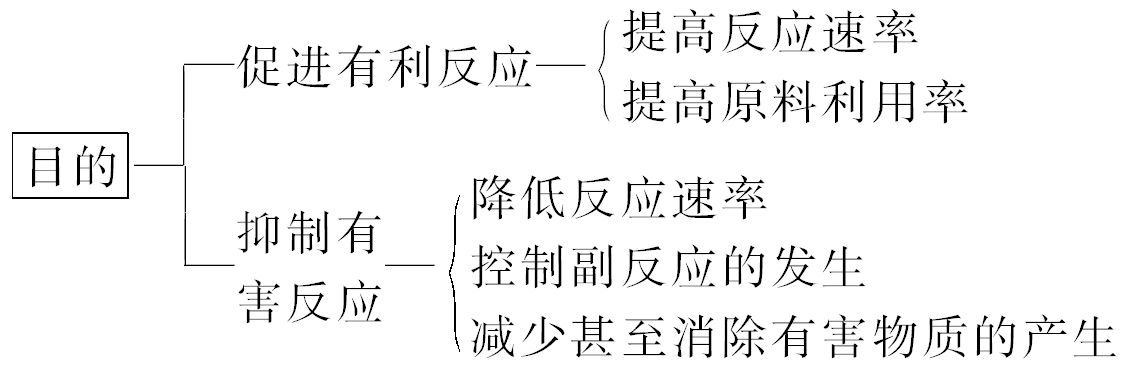 目的
促进有利反应
提高反应速率
提高原料利用率
抑制有
害反应
降低反应速率
控制副反应的发生
减少甚至消除有害物质的产生